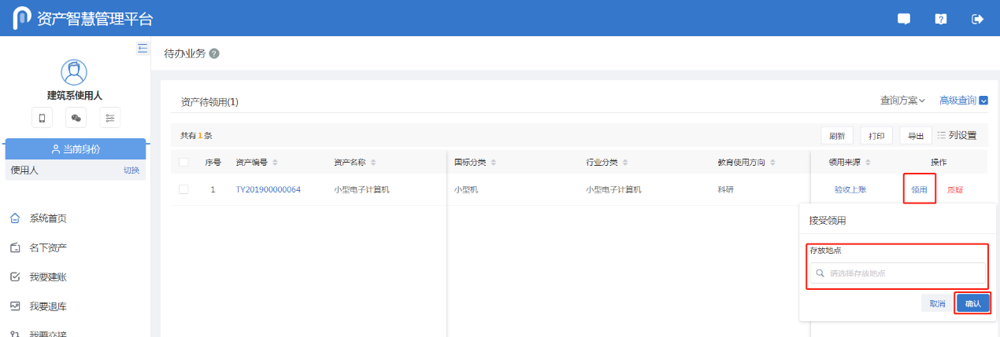 资产智慧管理平台
待办业务
建筑系使用人
资产待领用(1)
查询方案
高级查询
当前身份
共有 1 条
刷新
打印
导出
列设置
使用人
切换
序号
资产编号
资产名称
国标分类
行业分类
教育使用方向
领用来源
操作
1
TY201900000064
小型电子计算机
小型机
小型电子计算机
科研
验收上账
领用
质疑
接受领用
存放地点
请选择存放地点
取消
确认
系统首页
名下资产
我要建账
我要退库
我要交接